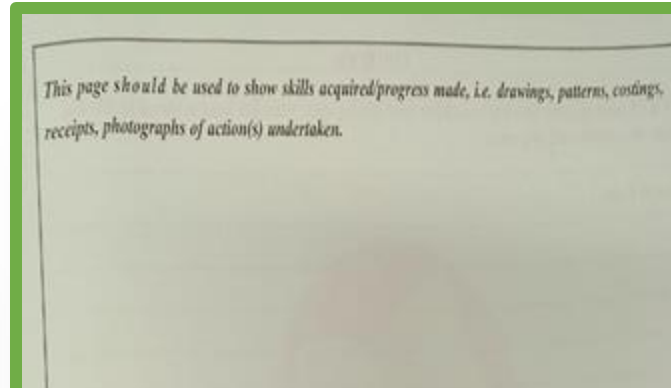 This page should be used to show skills acquired/progress made, i.e. drawings, patterns, costings,
receipts, photographs of action(s) undertaken.